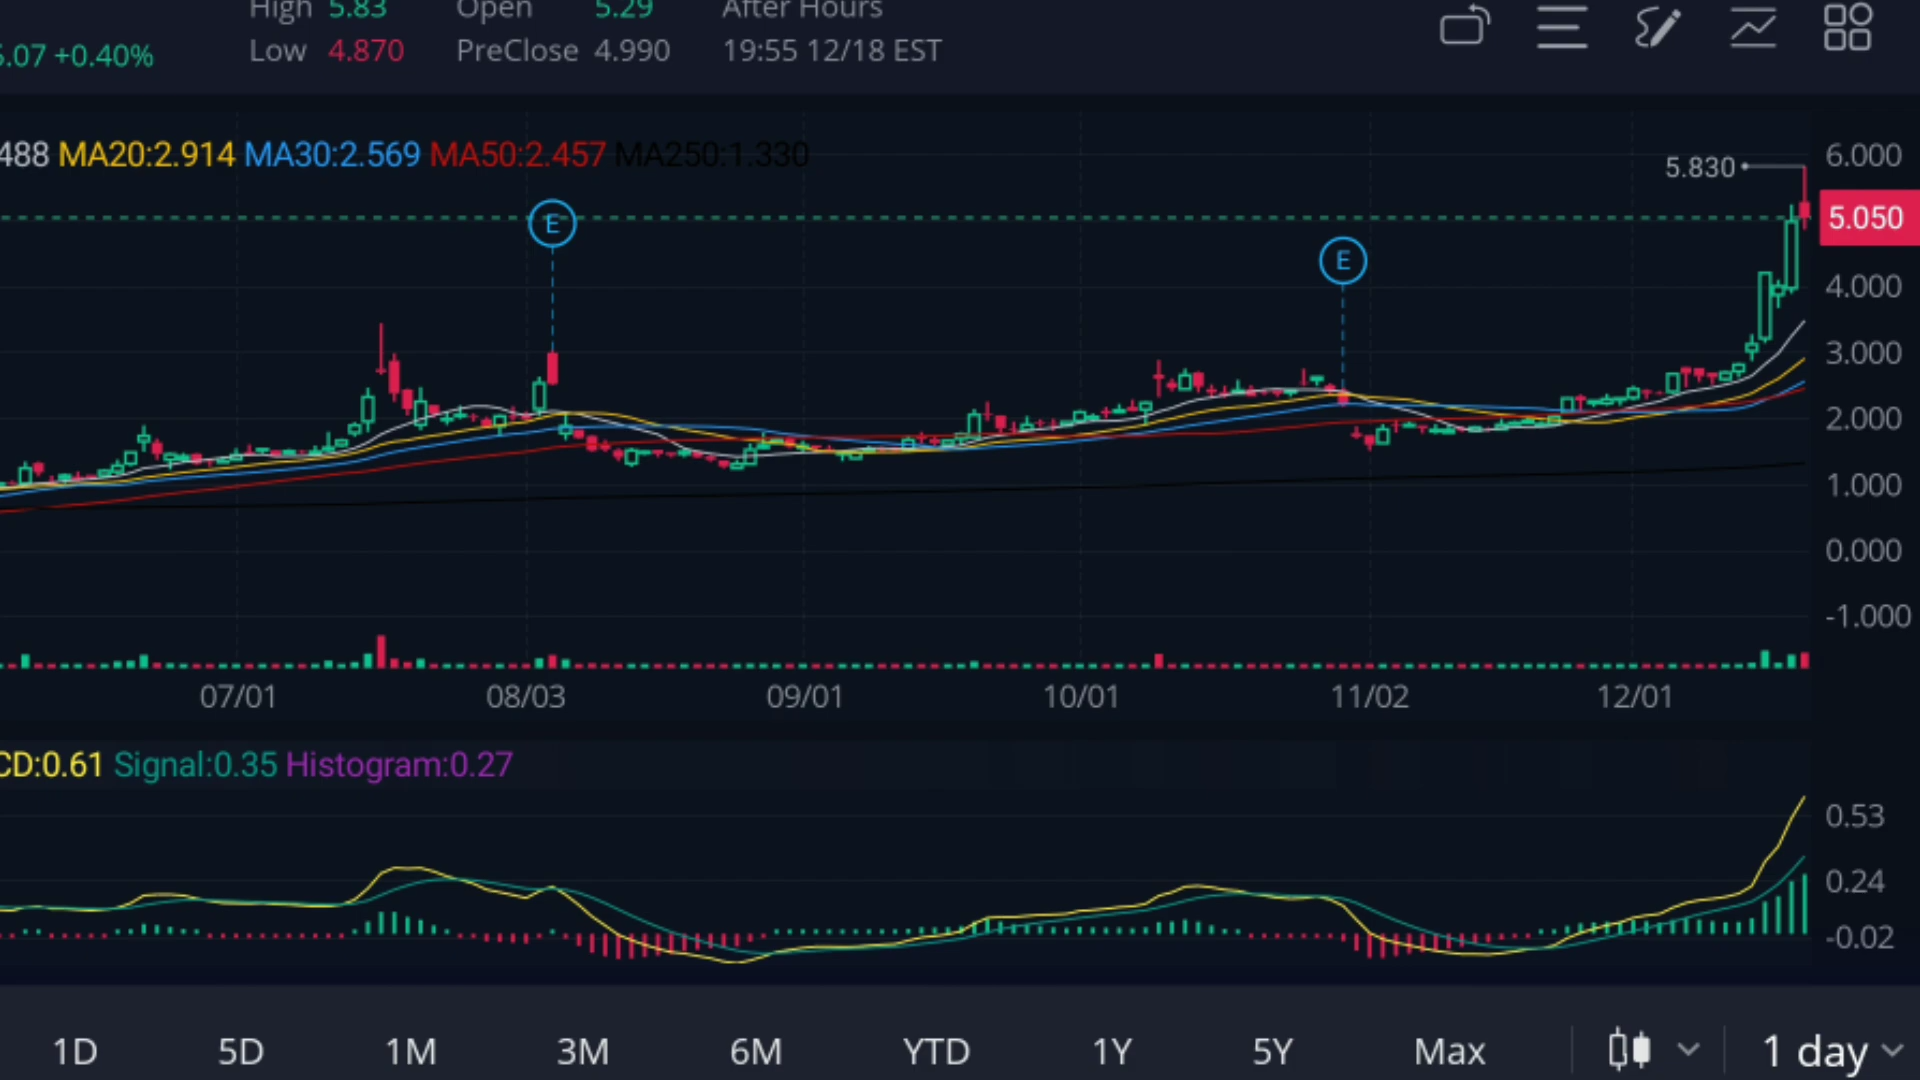 High 5.83 Open 5.29 After Hours
5.07 +0.40% Low 4.870 PreClose 4.990 19:55 12/18 EST
488 MA20:2.914 MA30:2.569 MA50:2.457 MA250:1.330
6.000
5.830
5.050
E
E
4.000
3.000
2.000
1.000
0.000
-1.000
07/01 08/03 09/01 10/01 11/02 12/01
CD:0.61 Signal:0.35 Histogram:0.27
0.53
0.24
-0.02
1D 5D 1M 3M 6M YTD 1Y 5Y Max 1 day